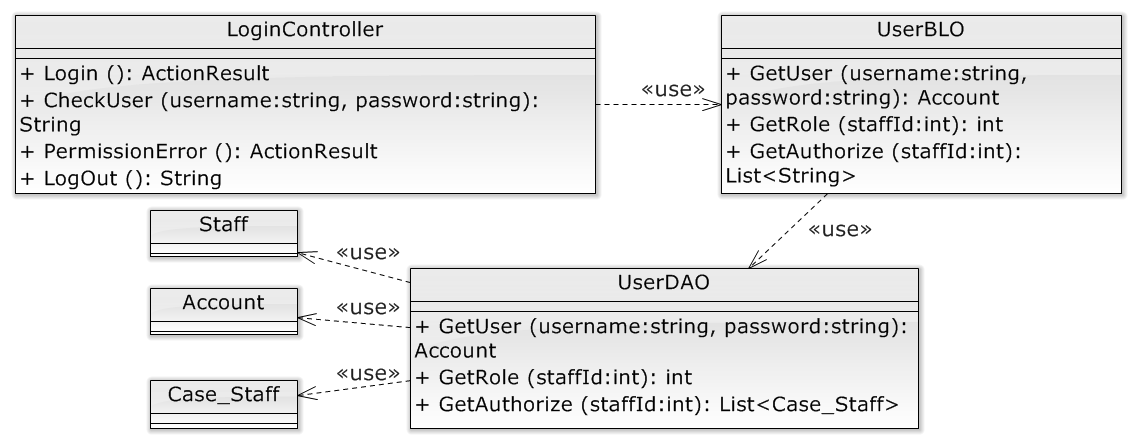 LoginController
+ Login (): ActionResult
+ CheckUser (username:string, password:string):
String
+ PermissionError (): ActionResult
+ LogOut (): String
«use»
UserBLO
+ GetUser (username:string,
password:string): Account
+ GetRole (staffId:int): int
+ GetAuthorize (staffId:int):
List<String>
«use»
Staff
«use»
Account
«use»
Case_Staff
«use»
UserDAO
+ GetUser (username:string, password:string):
Account
+ GetRole (staffId:int): int
+ GetAuthorize (staffId:int): List<Case_Staff>